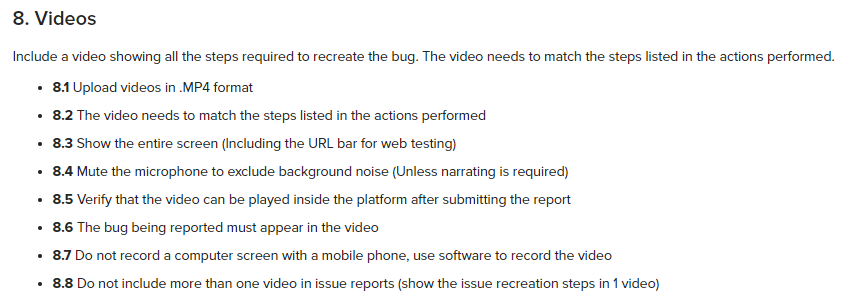 8. Videos
Include a video showing all the steps required to recreate the bug. The video needs to match the steps listed in the actions performed.
• 8.1 Upload videos in .MP4 format
• 8.2 The video needs to match the steps listed in the actions performed
• 8.3 Show the entire screen (Including the URL bar for web testing)
• 8.4 Mute the microphone to exclude background noise (Unless narrating is required)
• 8.5 Verify that the video can be played inside the platform after submitting the report
• 8.6 The bug being reported must appear in the video
• 8.7 Do not record a computer screen with a mobile phone, use software to record the video
• 8.8 Do not include more than one video in issue reports (show the issue recreation steps in 1 video)